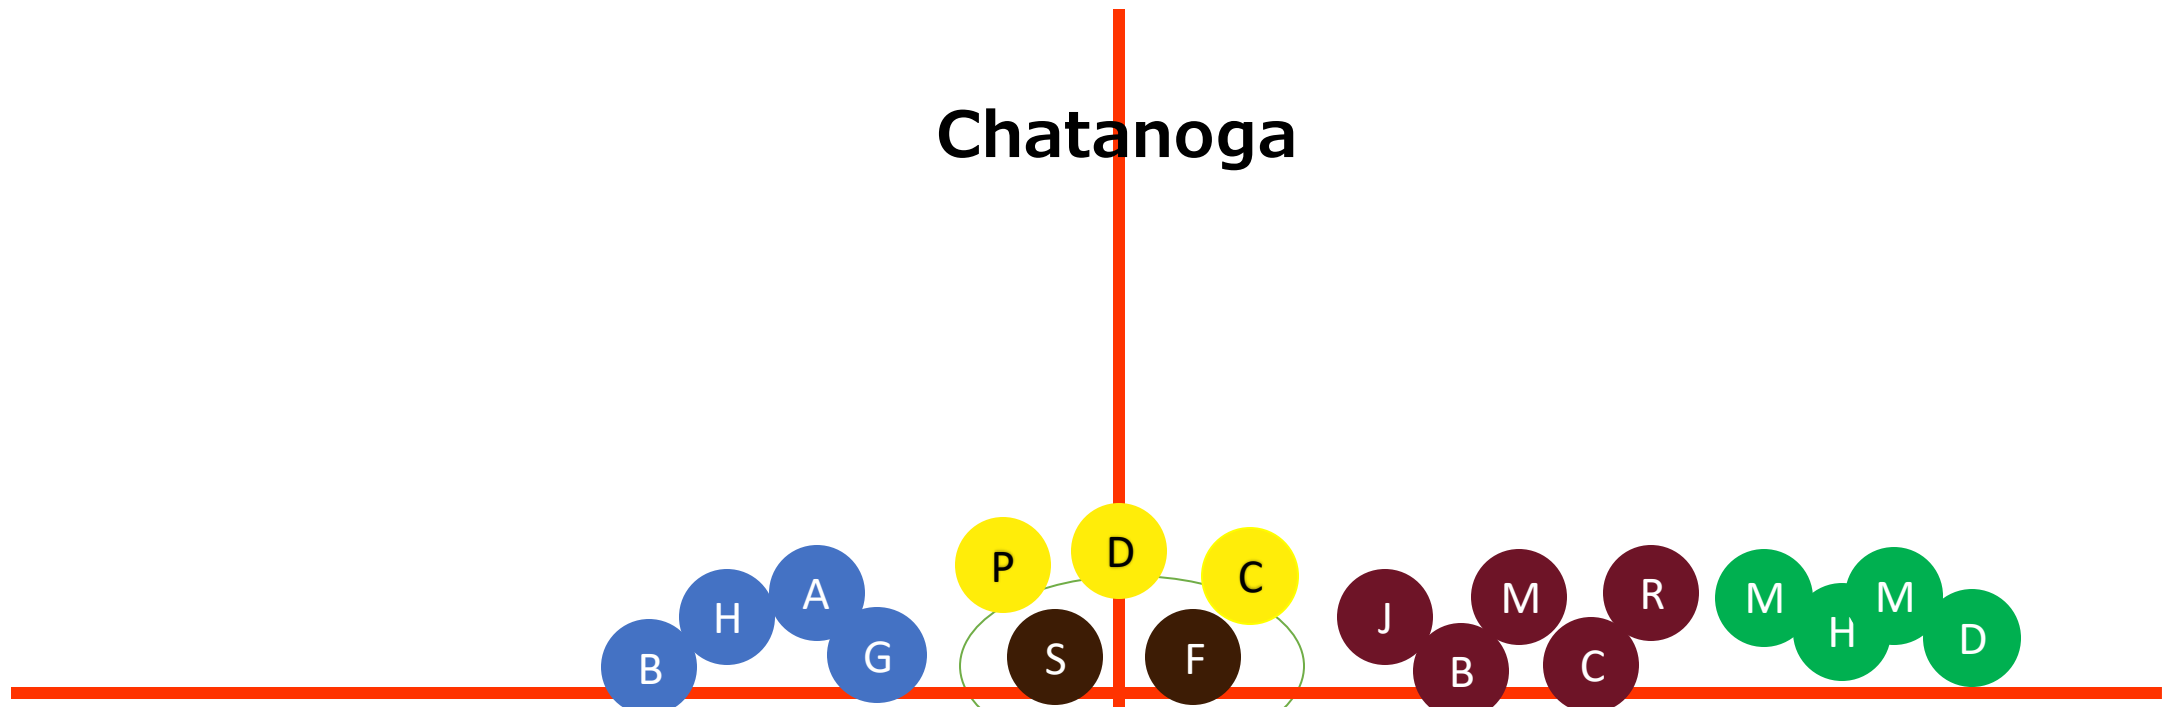 Chatanoga
P D C
B H A G
S F
J B M C R
M H M D